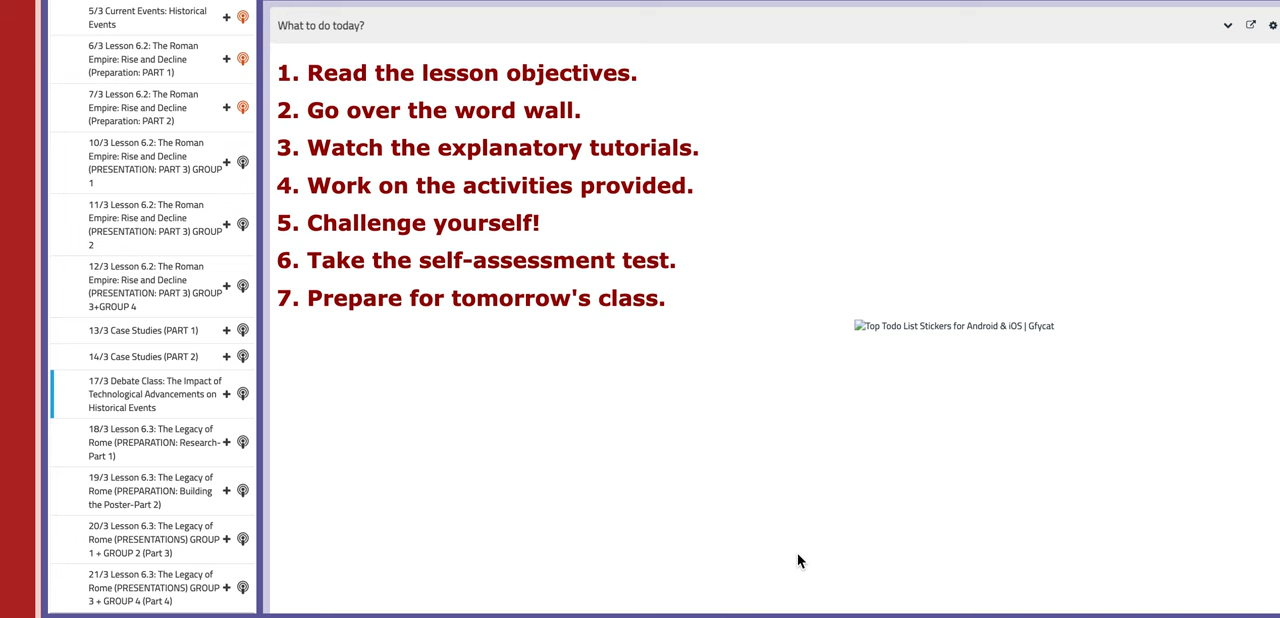 5/3 Current Events: Historical
Events
6/3 Lesson 6.2: The Roman
Empire: Rise and Decline
(Preparation: PART 1)
7/3 Lesson 6.2: The Roman
Empire: Rise and Decline
(Preparation: PART 2)
10/3 Lesson 6.2: The Roman
Empire: Rise and Decline
(PRESENTATION: PART 3) GROUP
1
11/3 Lesson 6.2: The Roman
Empire: Rise and Decline
(PRESENTATION: PART 3) GROUP
2
12/3 Lesson 6.2: The Roman
Empire: Rise and Decline
(PRESENTATION: PART 3) GROUP
3+GROUP 4
13/3 Case Studies (PART 1)
14/3 Case Studies (PART 2)
17/3 Debate Class: The Impact of
Technological Advancements on
Historical Events
18/3 Lesson 6.3: The Legacy of
Rome (PREPARATION: Research-
Part 1)
19/3 Lesson 6.3: The Legacy of
Rome (PREPARATION: Building
the Poster-Part 2)
20/3 Lesson 6.3: The Legacy of
Rome (PRESENTATIONS) GROUP
1 + GROUP 2 (Part 3)
21/3 Lesson 6.3: The Legacy of
Rome (PRESENTATIONS) GROUP
3 + GROUP 4 (Part 4)
What to do today?
1. Read the lesson objectives.
2. Go over the word wall.
3. Watch the explanatory tutorials.
4. Work on the activities provided.
5. Challenge yourself!
6. Take the self-assessment test.
7. Prepare for tomorrow's class.
Top Todo List Stickers for Android & iOS | Gfycat